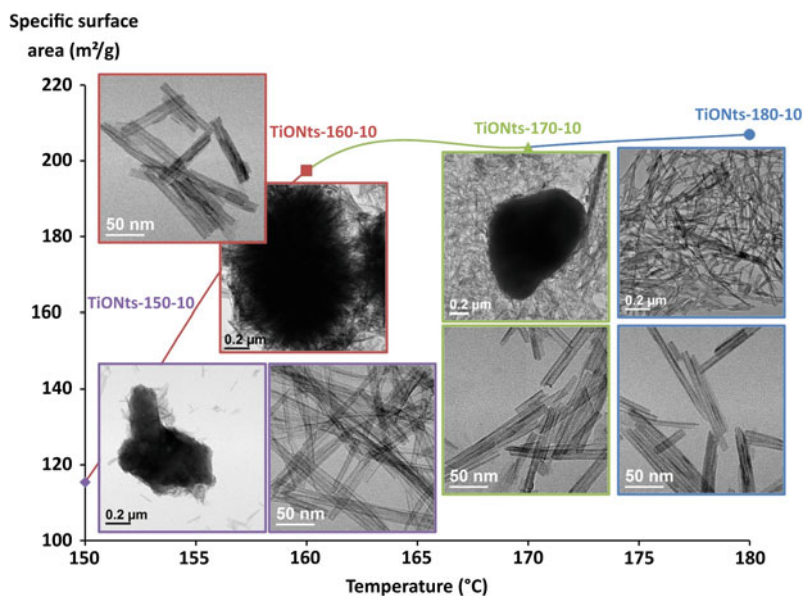 Specific surface
area (m²/g)
220
200
180
160
140
120
100
150
155
160
165
170
175
180
Temperature (°C)
TiONts-150-10
TiONts-160-10
TiONts-170-10
TiONts-180-10
50 nm
0.2 µm
0.2 µm
0.2 µm
0.2 µm
50 nm
50 nm
50 nm